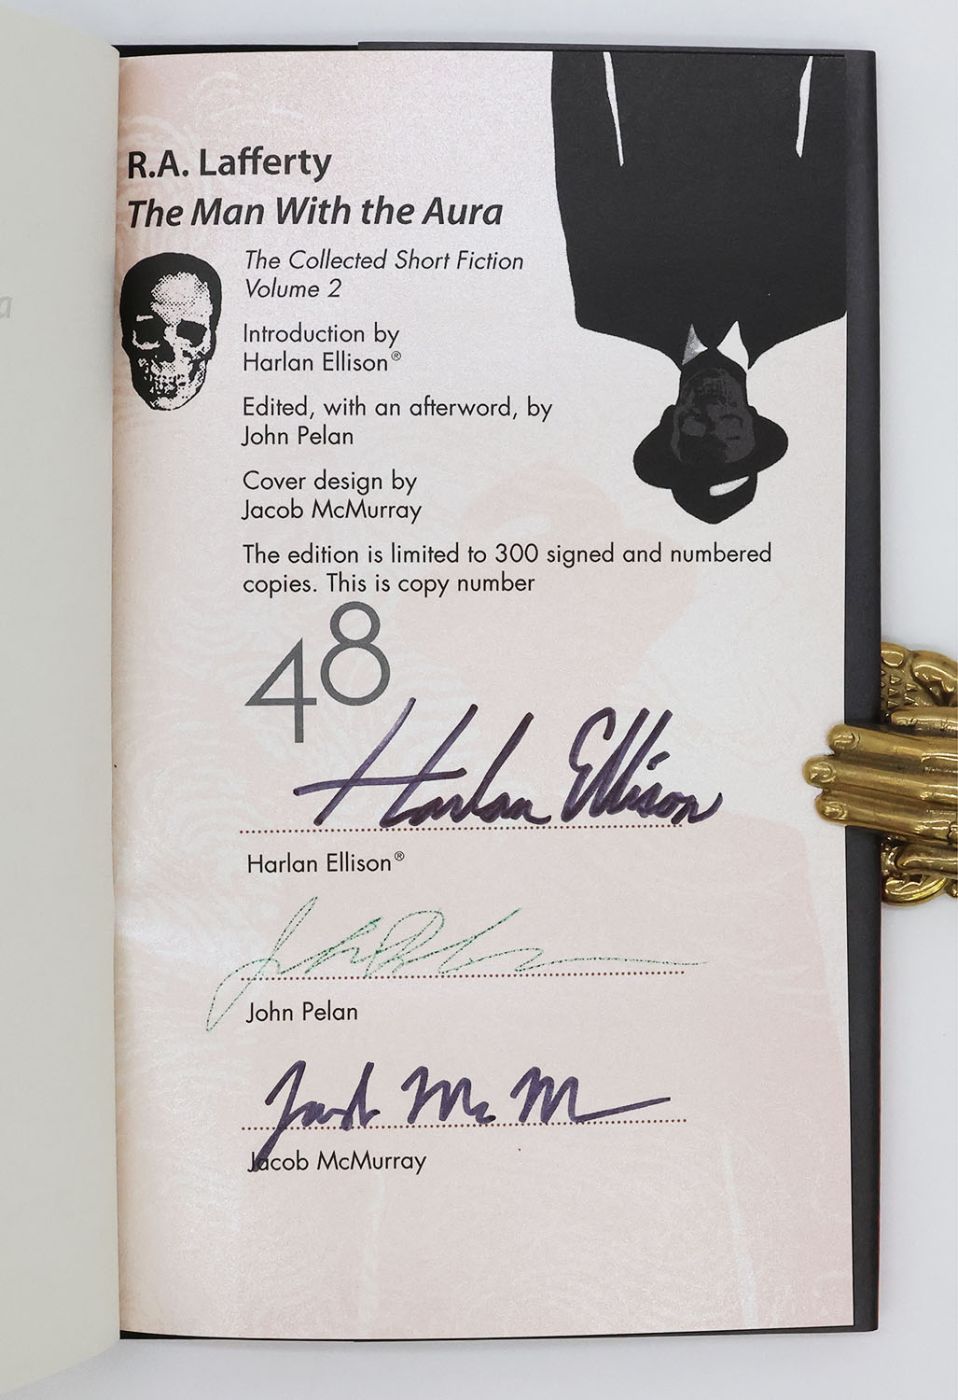 R.A. Lafferty
The Man With the Aura
The Collected Short Fiction
Volume 2
Introduction by
Harlan Ellison®
Edited, with an afterword, by
John Pelan
Cover design by
Jacob McMurray
The edition is limited to 300 signed and numbered
copies. This is copy number
48
Harlan Ellison
Harlan Ellison®
John Pelan
Jacob McMurray